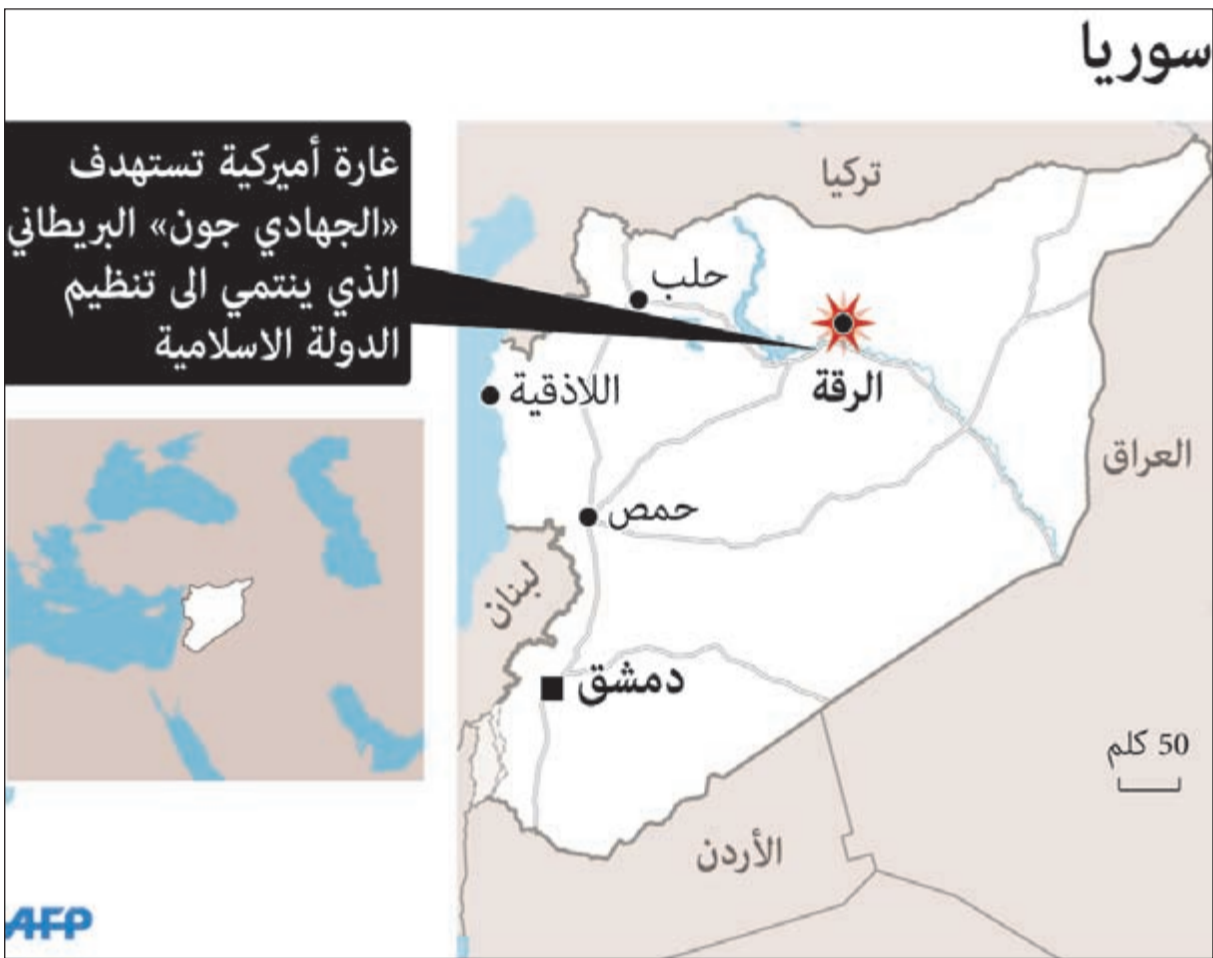 سوريا
غارة أميركية تستهدف
«الجهادي جون» البريطاني
الذي ينتمي الى تنظيم
الدولة الاسلامية
تركيا
حلب
الرقة
اللاذقية
العراق
حمص
لبنان
دمشق
50 كلم
الأردن
AFP